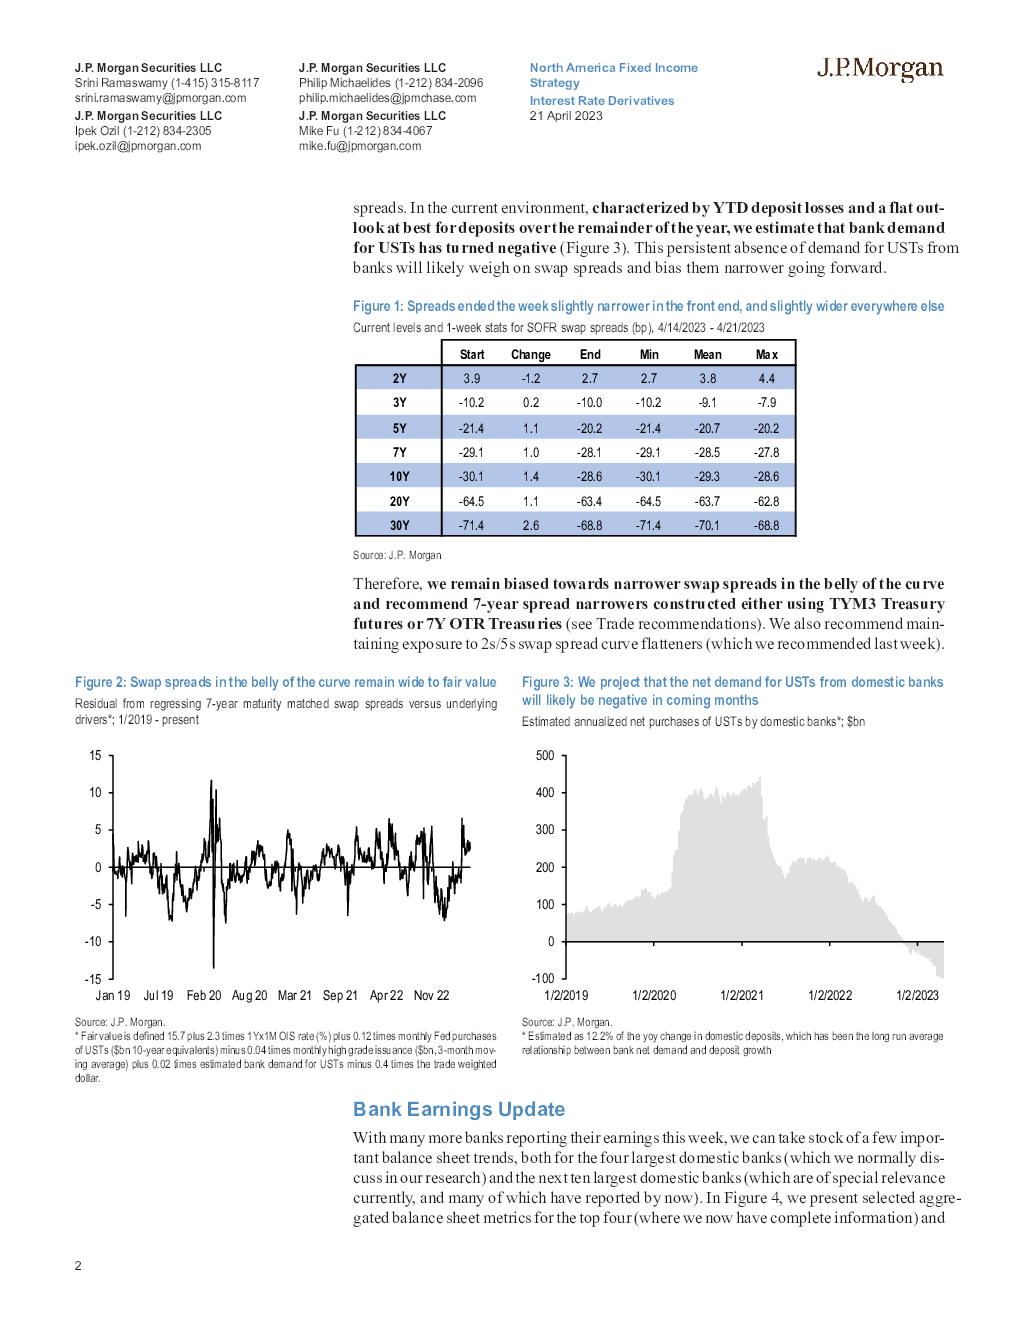 J.P. Morgan Securities LLC
Srini Ramaswamy (1-415) 315-8117
srini.ramaswamy@jpmorgan.com
J.P. Morgan Securities LLC
Ipek Ozil (1-212) 834-2305
ipek.ozil@jpmorgan.com
J.P. Morgan Securities LLC
Philip Michaelides (1-212) 834-2096
philip.michaelides@jpmchase.com
J.P. Morgan Securities LLC
Mike Fu (1-212) 834-4067
mike.fu@jpmorgan.com
North America Fixed Income
Strategy
Interest Rate Derivatives
21 April 2023
J.P.Morgan
spreads. In the current environment, characterized by YTD deposit losses and a flat out-
look at best for deposits over the remainder of the year, we estimate that bank demand
for USTs has turned negative (Figure 3). This persistent absence of demand for USTs from
banks will likely weigh on swap spreads and bias them narrower going forward.
Figure 1: Spreads ended the week slightly narrower in the front end, and slightly wider everywhere else
Current levels and 1-week stats for SOFR swap spreads (bp), 4/14/2023 - 4/21/2023
Start Change End Min Mean Max
2Y 3.9 -1.2 2.7 2.7 3.8 4.4
3Y -10.2 0.2 -10.0 -10.2 -9.1 -7.9
5Y -21.4 1.1 -20.2 -21.4 -20.7 -20.2
7Y -29.1 1.0 -28.1 -29.1 -28.5 -27.8
10Y -30.1 1.4 -28.6 -30.1 -29.3 -28.6
20Y -64.5 1.1 -63.4 -64.5 -63.7 -62.8
30Y -71.4 2.6 -68.8 -71.4 -70.1 -68.8
Source: J.P. Morgan
Therefore, we remain biased towards narrower swap spreads in the belly of the curve
and recommend 7-year spread narrowers constructed either using TYM3 Treasury
futures or 7Y OTR Treasuries (see Trade recommendations). We also recommend main-
taining exposure to 2s/5s swap spread curve flatteners (which we recommended last week).
Figure 2: Swap spreads in the belly of the curve remain wide to fair value
Residual from regressing 7-year maturity matched swap spreads versus underlying
drivers*; 1/2019 - present
15
10
5
0
-5
-10
-15
Jan 19 Jul 19 Feb 20 Aug 20 Mar 21 Sep 21 Apr 22 Nov 22
Source: J.P. Morgan.
* Fair value is defined 15.7 plus 2.3 times 1Yx1M OIS rate (%) plus 0.12 times monthly Fed purchases
of USTs ($bn 10-year equivalents) minus 0.04 times monthly high grade issuance ($bn, 3-month mov-
ing average) plus 0.02 times estimated bank demand for USTs minus 0.4 times the trade weighted
dollar.
Figure 3: We project that the net demand for USTs from domestic banks
will likely be negative in coming months
Estimated annualized net purchases of USTs by domestic banks*; $bn
500
400
300
200
100
0
-100
1/2/2019 1/2/2020 1/2/2021 1/2/2022 1/2/2023
Source: J.P. Morgan.
* Estimated as 12.2% of the yoy change in domestic deposits, which has been the long run average
relationship between bank net demand and deposit growth
Bank Earnings Update
With many more banks reporting their earnings this week, we can take stock of a few impor-
tant balance sheet trends, both for the four largest domestic banks (which we normally dis-
cuss in our research) and the next ten largest domestic banks (which are of special relevance
currently, and many of which have reported by now). In Figure 4, we present selected aggre-
gated balance sheet metrics for the top four (where we now have complete information) and
2